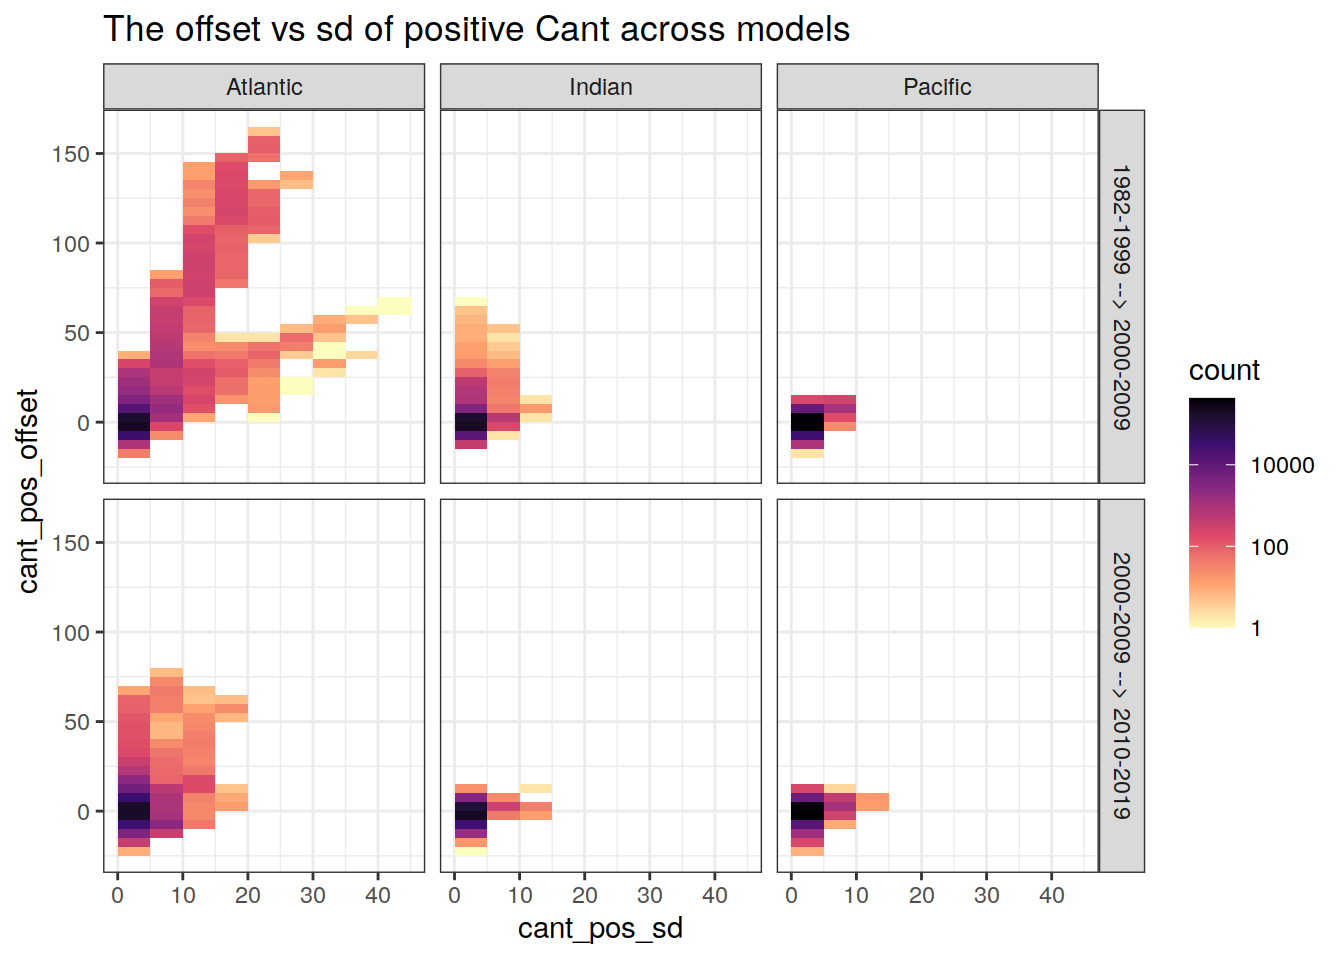 The offset vs sd of positive Cant across models
Atlantic
Indian
Pacific
150
100
50
0
1982-1999 --> 2000-2009
150
100
50
0
2000-2009 --> 2010-2019
cant_pos_offset
0 10 20 30 40
0 10 20 30 40
0 10 20 30 40
cant_pos_sd
count
10000
100
1